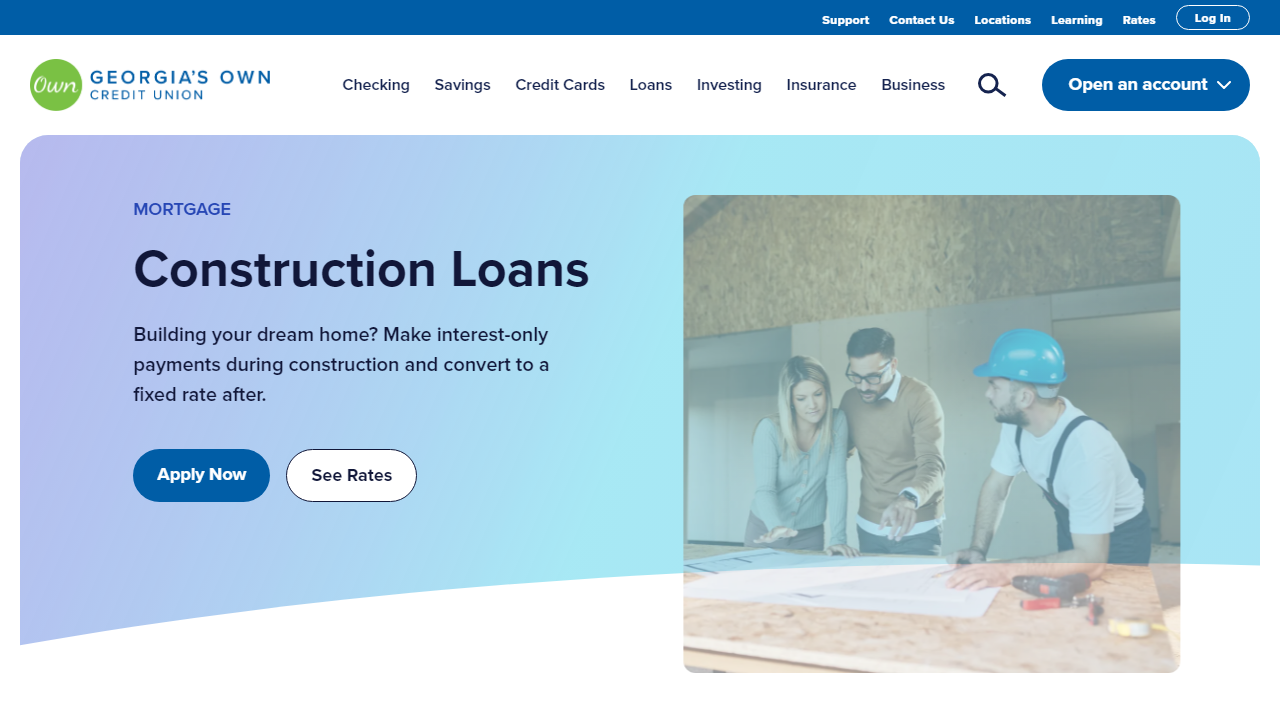 Support Contact Us Locations Learning Rates Log In
Own GEORGIA'S OWN
CREDIT UNION
Checking Savings Credit Cards Loans Investing Insurance Business Open an account
MORTGAGE
Construction Loans
Building your dream home? Make interest-only
payments during construction and convert to a
fixed rate after.
Apply Now See Rates